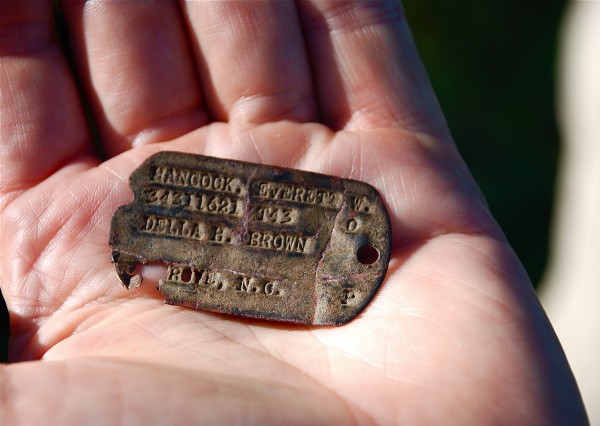 HANCOCK, EVERETT W.
34311621 T43 O
DELLA H. BROWN
N.C. P